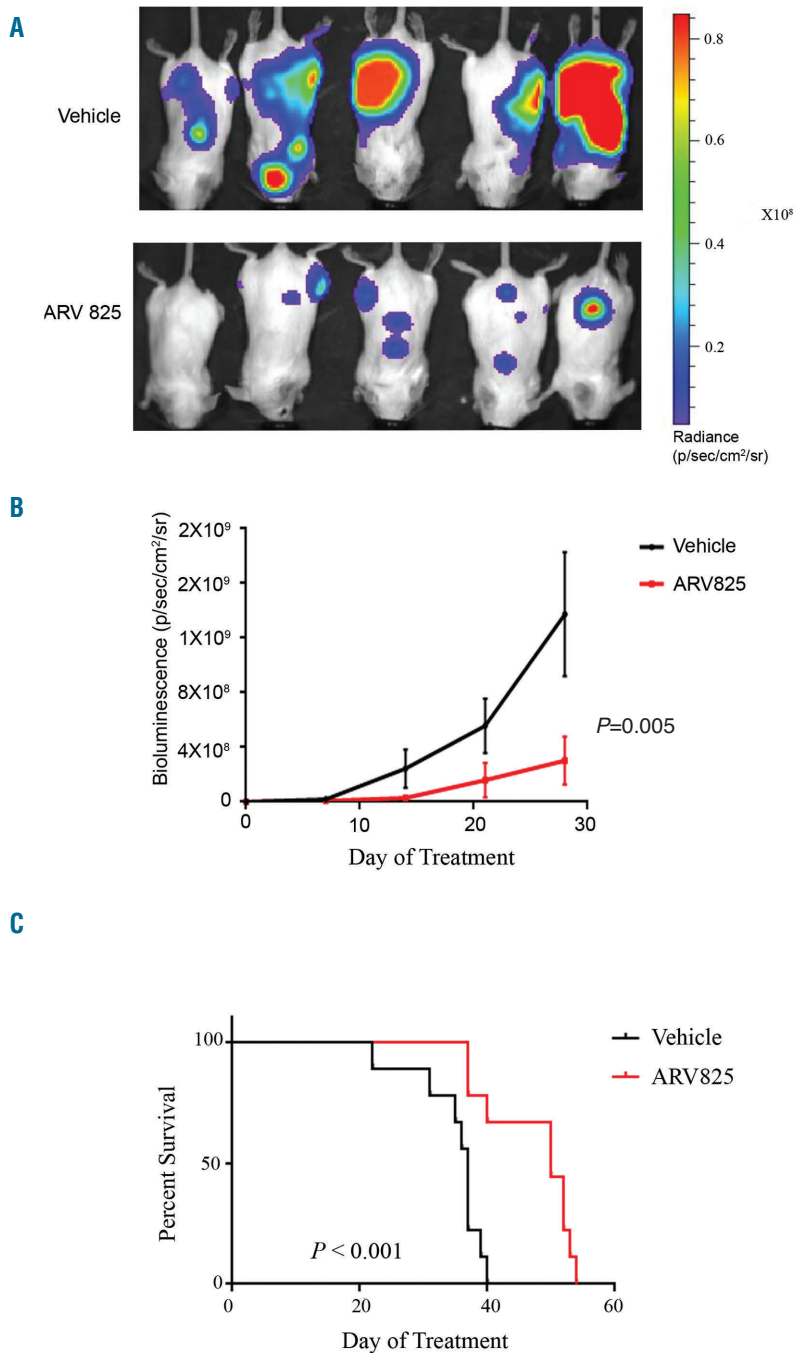 A
Vehicle
ARV 825
0.8
0.6
X10⁸
0.4
0.2
Radiance
(p/sec/cm²/sr)
B
Bioluminescence (p/sec/cm²/sr)
2X10⁹
2X10⁹
1X10⁹
8X10⁸
4X10⁸
0
0
10
20
30
Day of Treatment
Vehicle
ARV825
P=0.005
C
Percent Survival
100
50
0
0
20
40
60
Day of Treatment
Vehicle
ARV825
P < 0.001